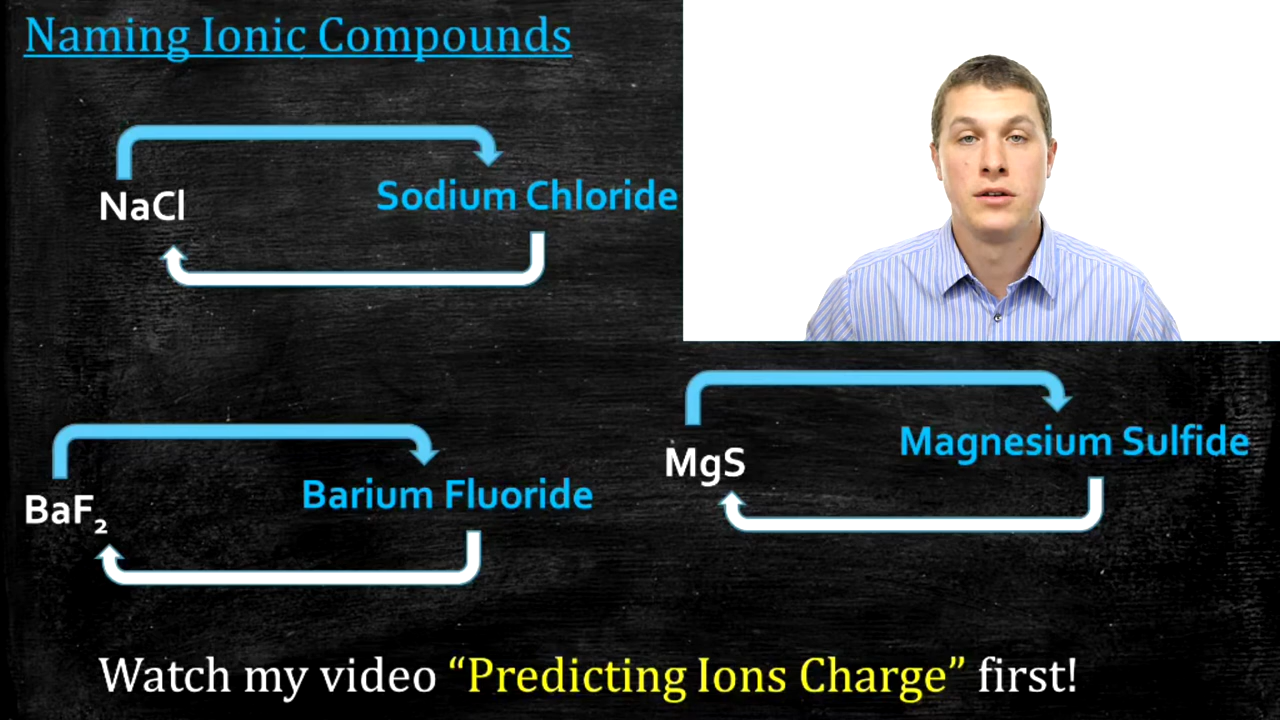 Naming Ionic Compounds
NaCl
Sodium Chloride
MgS
Magnesium Sulfide
BaF₂
Barium Fluoride
Watch my video “Predicting Ions Charge” first!